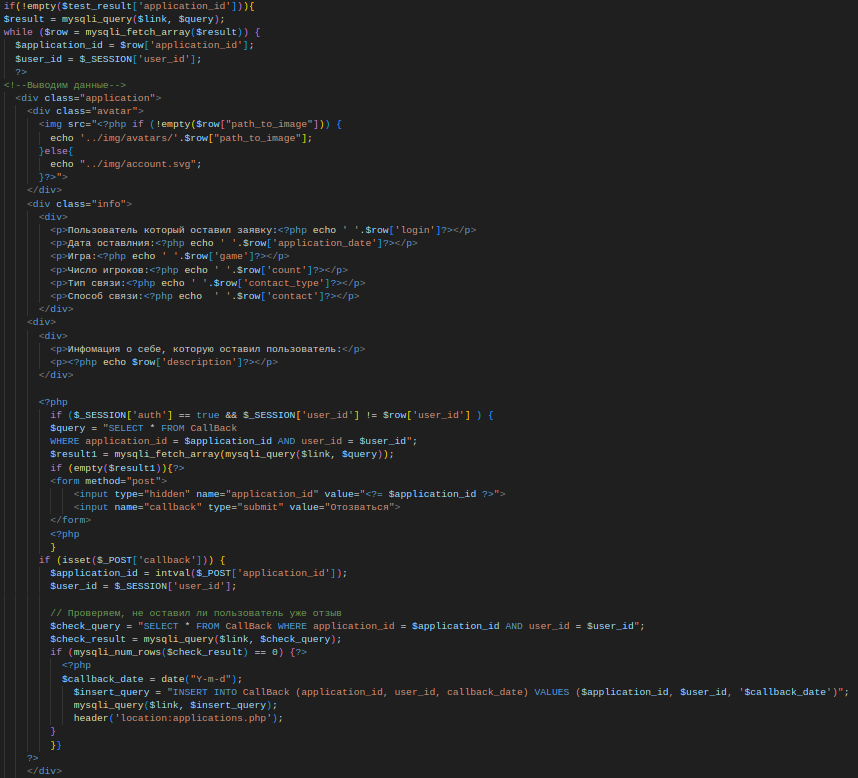 if(!empty($test_result['application_id'])){
$result = mysqli_query($link, $query);
while ($row = mysqli_fetch_array($result)) {
  $application_id = $row['application_id'];
  $user_id = $_SESSION['user_id'];
  ?>
<!--Выводим данные-->
  <div class="application">
    <div class="avatar">
      <img src="<?php if (!empty($row["path_to_image"])) {
        echo '../img/avatars/'.$row["path_to_image"];
      }else{
        echo "../img/account.svg";
      }?>">
    </div>
    <div class="info">
      <div>
        <p>Пользователь который оставил заявку:<?php echo ' '.$row['login']?></p>
        <p>Дата оставлния:<?php echo ' '.$row['application_date']?></p>
        <p>Игра:<?php echo ' '.$row['game']?></p>
        <p>Число игроков:<?php echo ' '.$row['count']?></p>
        <p>Тип связи:<?php echo ' '.$row['contact_type']?></p>
        <p>Способ связи:<?php echo  ' '.$row['contact']?></p>
      </div>
    <div>
      <div>
        <p>Инфомация о себе, которую оставил пользователь:</p>
        <p><?php echo $row['description']?></p>
      </div>

      <?php
        if ($_SESSION['auth'] == true && $_SESSION['user_id'] != $row['user_id'] ) {
        $query = "SELECT * FROM CallBack
        WHERE application_id = $application_id AND user_id = $user_id";
        $result1 = mysqli_fetch_array(mysqli_query($link, $query));
        if (empty($result1)){?>
        <form method="post">
            <input type="hidden" name="application_id" value="<?= $application_id ?>">
            <input name="callback" type="submit" value="Отозваться">
        </form>
        <?php
        }
      if (isset($_POST['callback'])) {
        $application_id = intval($_POST['application_id']);
        $user_id = $_SESSION['user_id'];

        // Проверяем, не оставил ли пользователь уже отзыв
        $check_query = "SELECT * FROM CallBack WHERE application_id = $application_id AND user_id = $user_id";
        $check_result = mysqli_query($link, $check_query);
        if (mysqli_num_rows($check_result) == 0) {?>
          <?php
          $callback_date = date("Y-m-d");
            $insert_query = "INSERT INTO CallBack (application_id, user_id, callback_date) VALUES ($application_id, $user_id, '$callback_date')";
            mysqli_query($link, $insert_query);
            header('location:applications.php');
        }
        }}
    ?>
    </div>